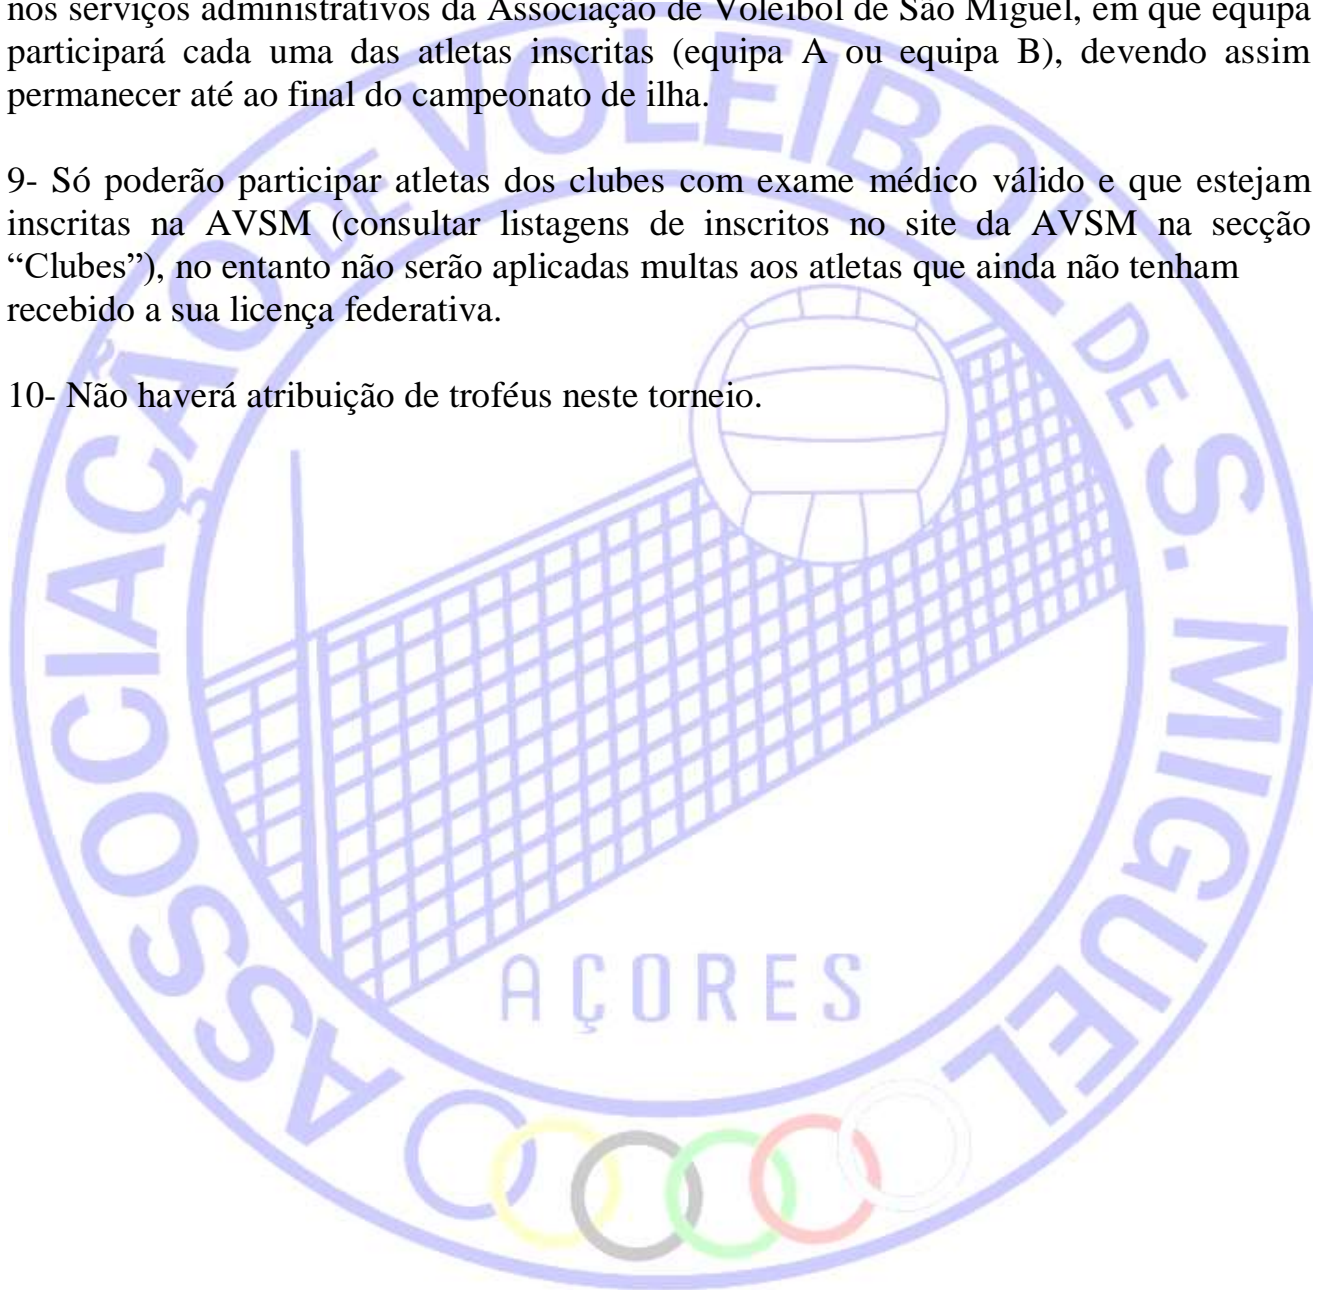 nos serviços administrativos da Associação de Voleibol de São Miguel, em que equipa
participará cada uma das atletas inscritas (equipa A ou equipa B), devendo assim
permanecer até ao final do campeonato de ilha.
9- Só poderão participar atletas dos clubes com exame médico válido e que estejam
inscritas na AVSM (consultar listagens de inscritos no site da AVSM na secção
“Clubes”), no entanto não serão aplicadas multas aos atletas que ainda não tenham
recebido a sua licença federativa.
10- Não haverá atribuição de troféus neste torneio.
ASSOCIAÇÃO DE VOLEIBOL DE S. MIGUEL
AÇORES